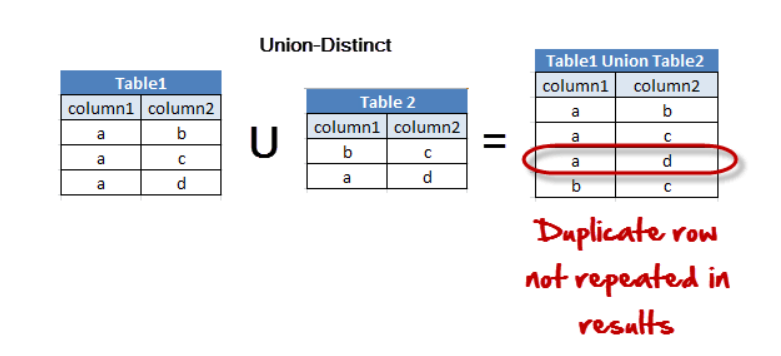 Union-Distinct
Table1
column1 column2
a b
a c
a d
U
Table 2
column1 column2
b c
a d
=
Table1 Union Table2
column1 column2
a b
a c
a d
b c
Duplicate row
not repeated in
results